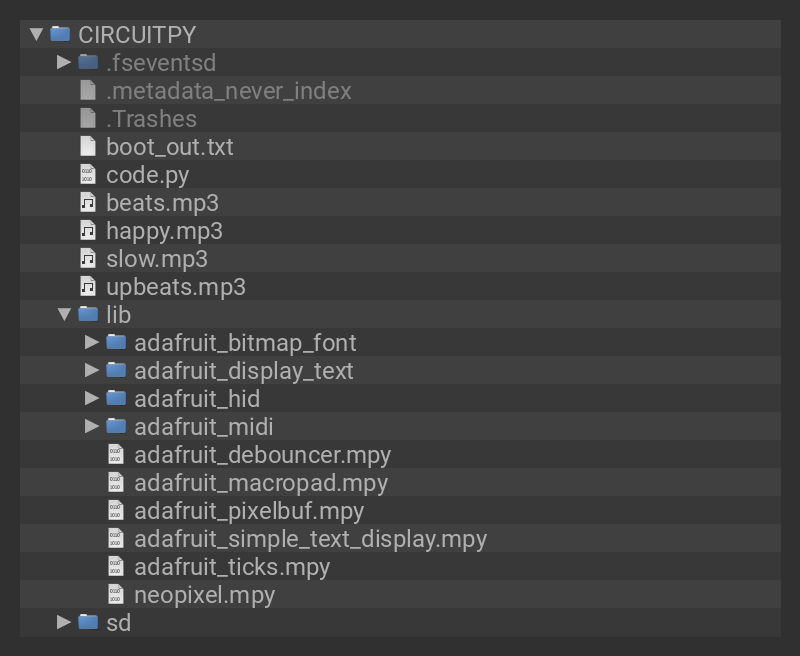 CIRCUITPY
.fseventsd
.metadata_never_index
.Trashes
boot_out.txt
code.py
beats.mp3
happy.mp3
slow.mp3
upbeats.mp3
lib
adafruit_bitmap_font
adafruit_display_text
adafruit_hid
adafruit_midi
adafruit_debouncer.mpy
adafruit_macropad.mpy
adafruit_pixelbuf.mpy
adafruit_simple_text_display.mpy
adafruit_ticks.mpy
neopixel.mpy
sd